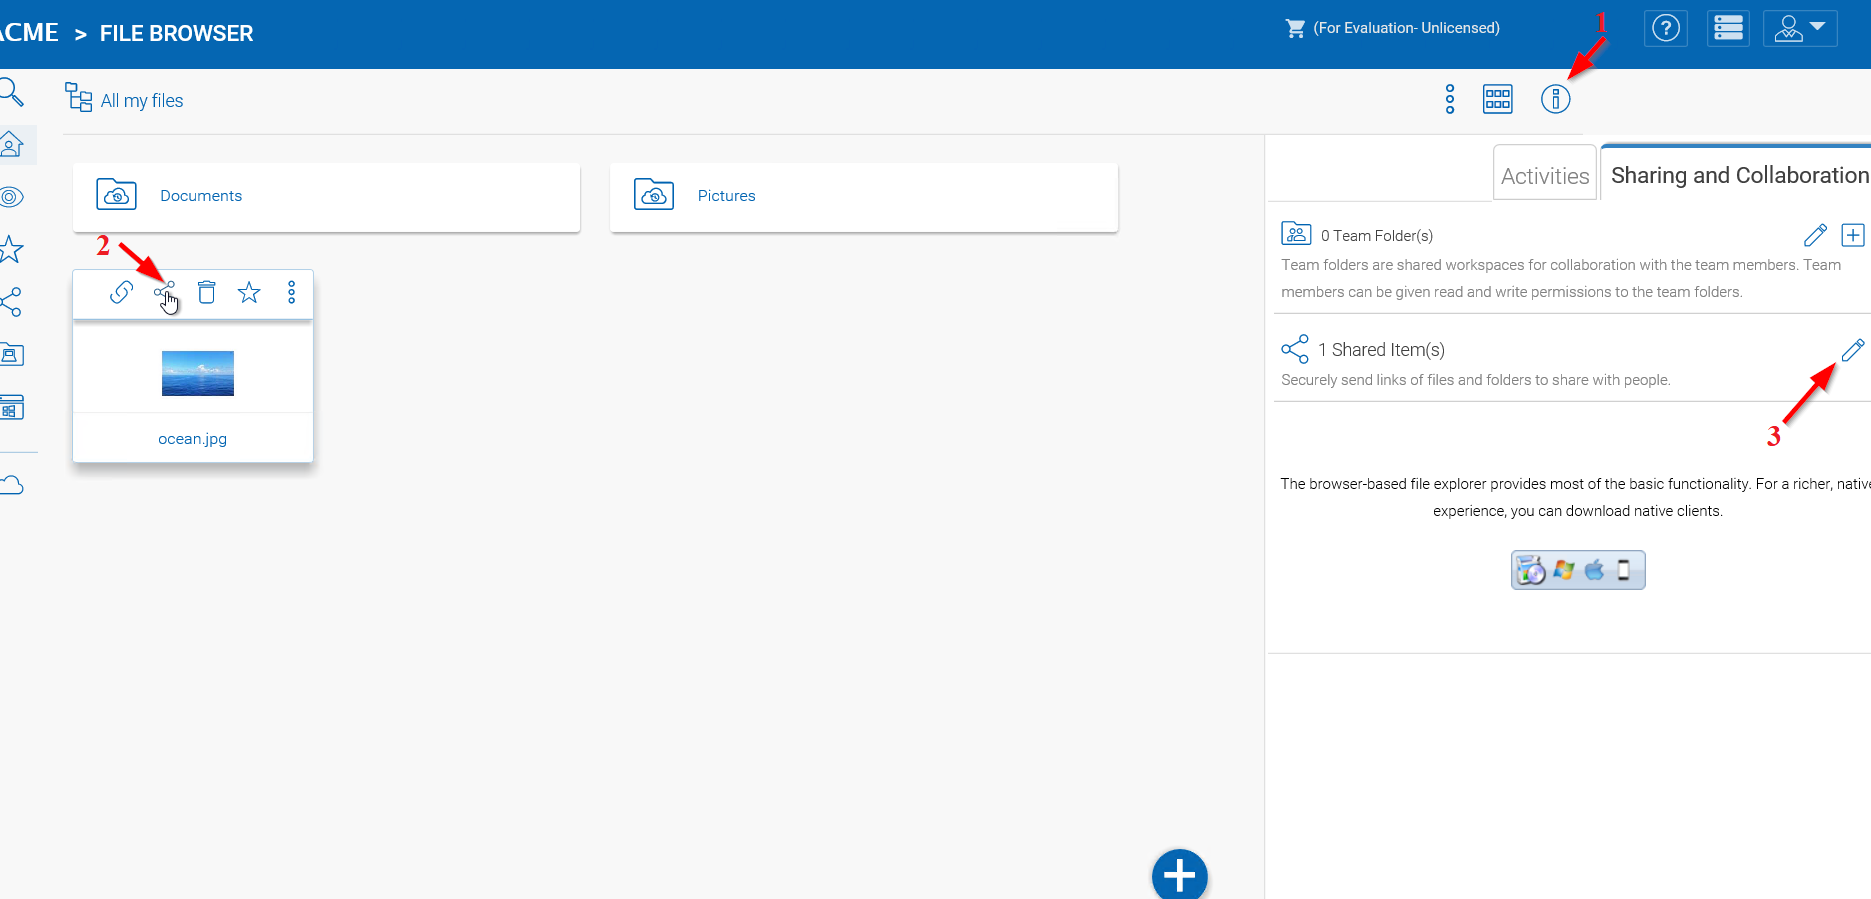 ACME > FILE BROWSER
(For Evaluation- Unlicensed)
1
All my files
Documents
Pictures
2
ocean.jpg
Activities
Sharing and Collaboration
0 Team Folder(s)
Team folders are shared workspaces for collaboration with the team members. Team
members can be given read and write permissions to the team folders.
1 Shared Item(s)
Securely send links of files and folders to share with people.
3
The browser-based file explorer provides most of the basic functionality. For a richer, native
experience, you can download native clients.